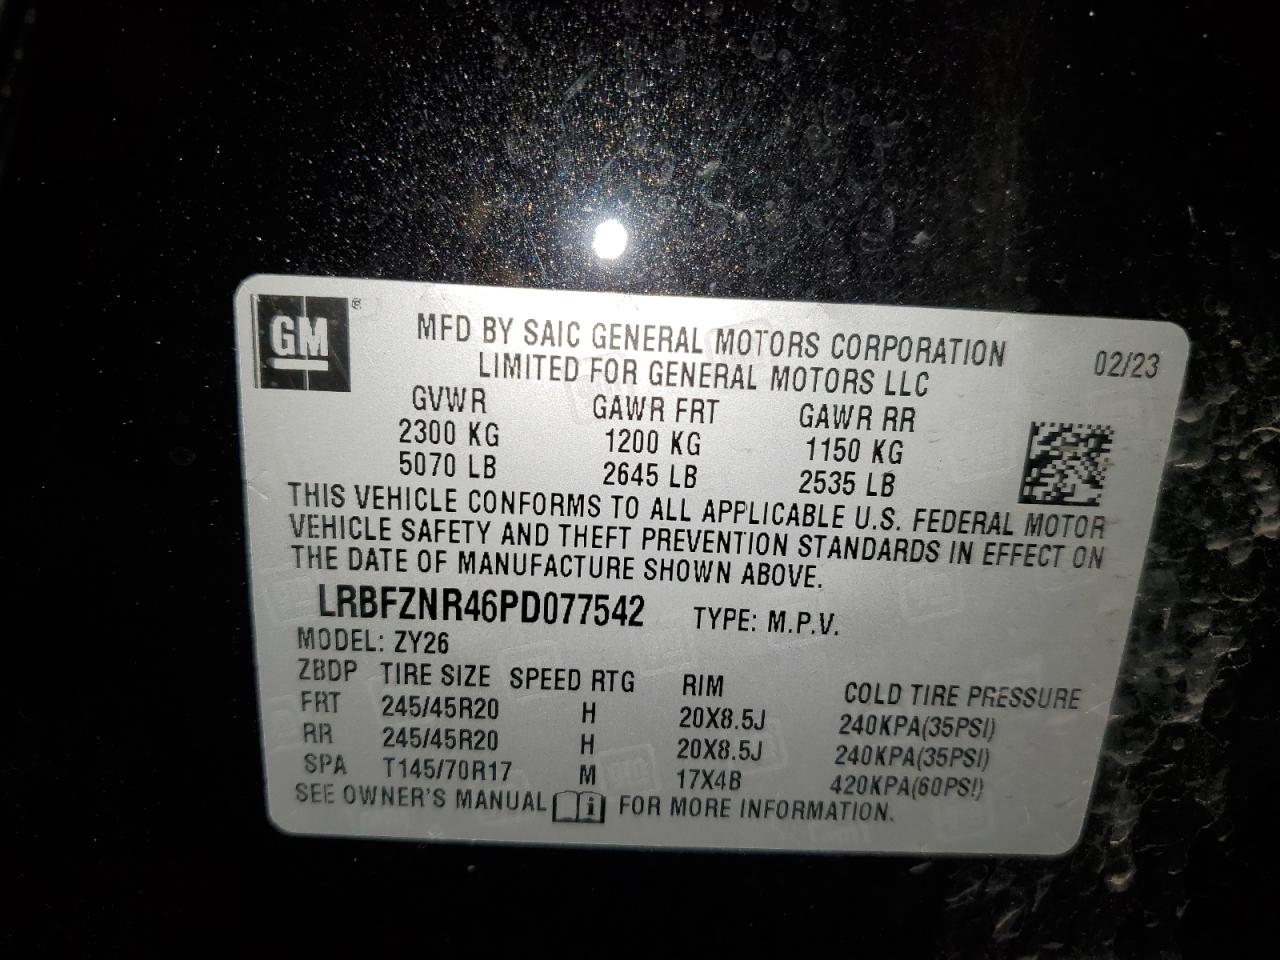 GM ®
MFD BY SAIC GENERAL MOTORS CORPORATION
LIMITED FOR GENERAL MOTORS LLC
02/23
GVWR GAWR FRT GAWR RR
2300 KG 1200 KG 1150 KG
5070 LB 2645 LB 2535 LB
THIS VEHICLE CONFORMS TO ALL APPLICABLE U.S. FEDERAL MOTOR
VEHICLE SAFETY AND THEFT PREVENTION STANDARDS IN EFFECT ON
THE DATE OF MANUFACTURE SHOWN ABOVE.
LRBFZNR46PD077542 TYPE: M.P.V.
MODEL: ZY26
ZBDP TIRE SIZE SPEED RTG RIM COLD TIRE PRESSURE
FRT 245/45R20 H 20X8.5J 240KPA(35PSI)
RR 245/45R20 H 20X8.5J 240KPA(35PSI)
SPA T145/70R17 M 17X4B 420KPA(60PSI)
SEE OWNER'S MANUAL i FOR MORE INFORMATION.